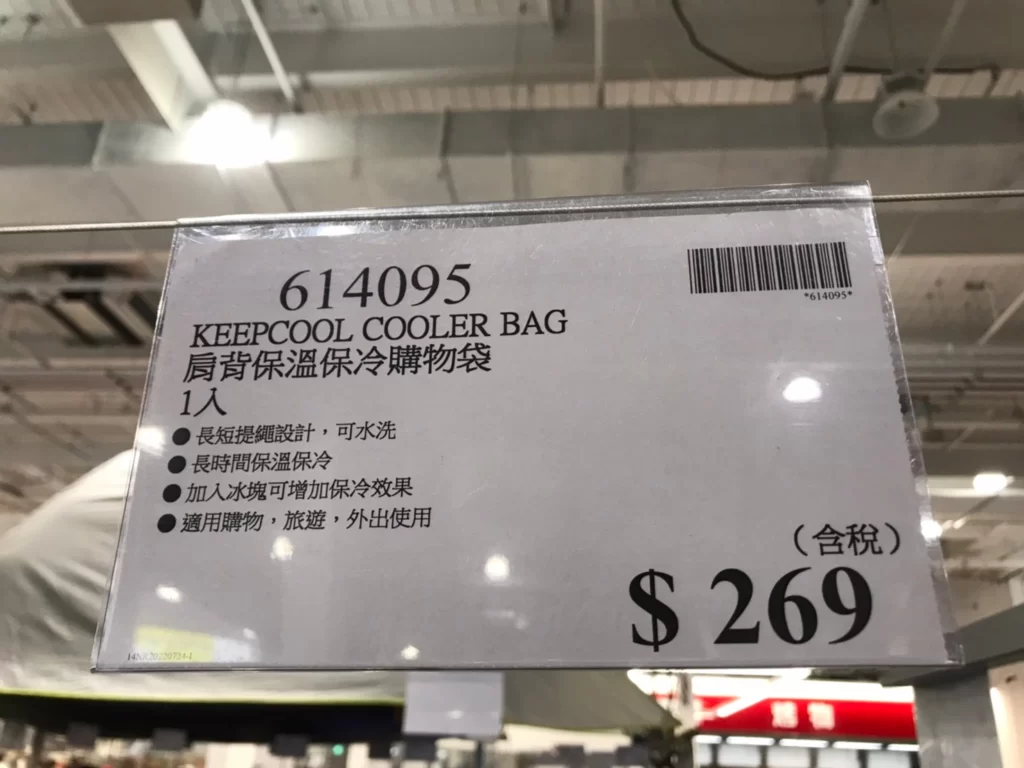 614095
*614095*
KEEPCOOL COOLER BAG
肩背保溫保冷購物袋
1入
● 長短提繩設計，可水洗
● 長時間保溫保冷
● 加入冰塊可增加保冷效果
● 適用購物，旅遊，外出使用
（含稅）
$ 269